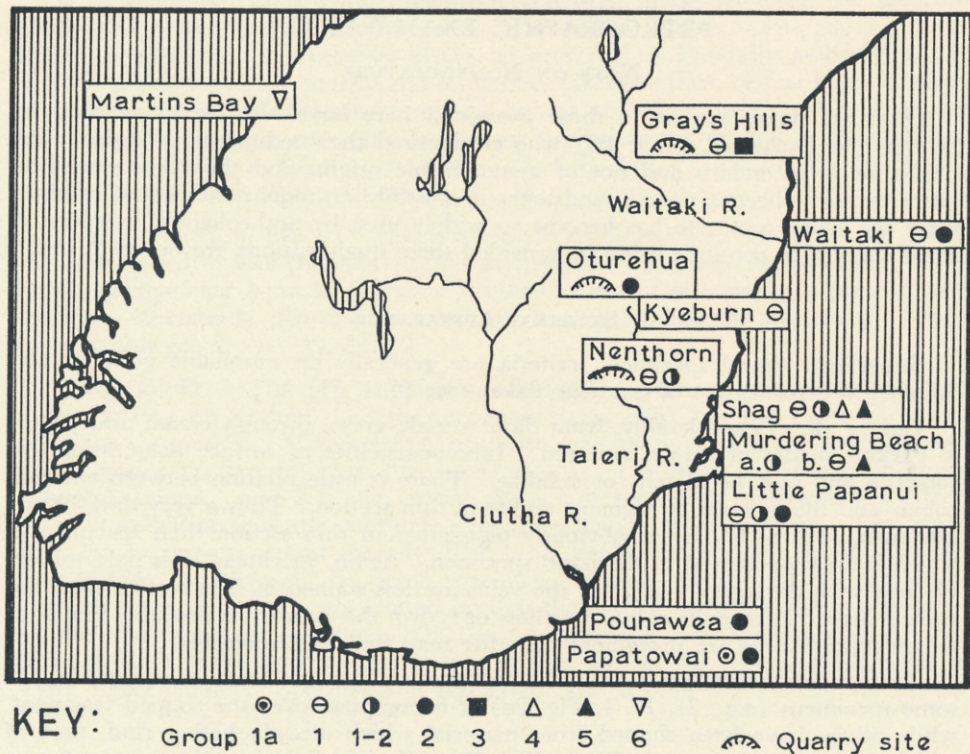 Martins Bay
Gray's Hills
Waitaki R.
Waitaki
Oturehua
Kyeburn
Nenthorn
Shag
Taieri R.
Murdering Beach
a. b.
Little Papanui
Clutha R.
Pounawea
Papatowai
KEY:
Group 1a 1 1-2 2 3 4 5 6 Quarry site